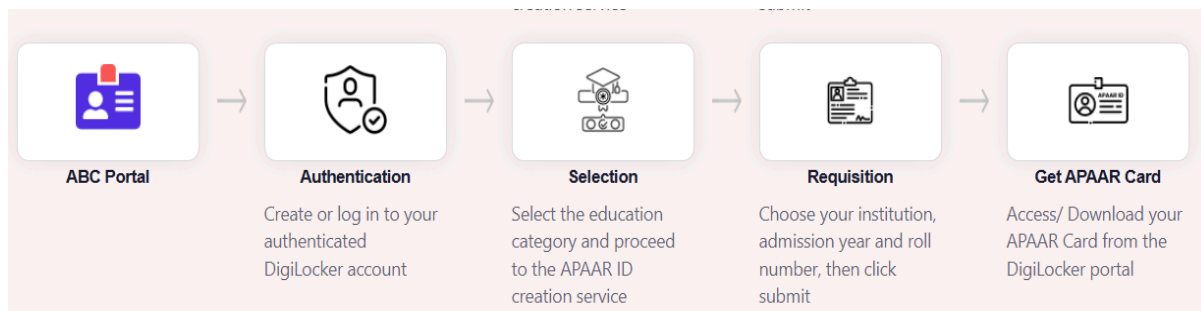 ABC Portal
Authentication
Create or log in to your
authenticated
DigiLocker account
Selection
Select the education
category and proceed
to the APAAR ID
creation service
Requisition
Choose your institution,
admission year and roll
number, then click
submit
APAAR ID
Get APAAR Card
Access/ Download your
APAAR Card from the
DigiLocker portal